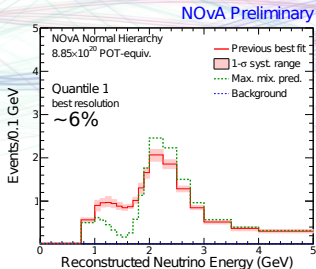 NOvA Preliminary
NOvA Normal Hierarchy
8.85×10²⁰ POT-equiv.
Quantile 1
best resolution
~6%
Previous best fit
1-σ syst. range
Max. mix. pred.
Background
Events/0.1 GeV
5
4
3
2
1
0 1 2 3 4 5
Reconstructed Neutrino Energy (GeV)